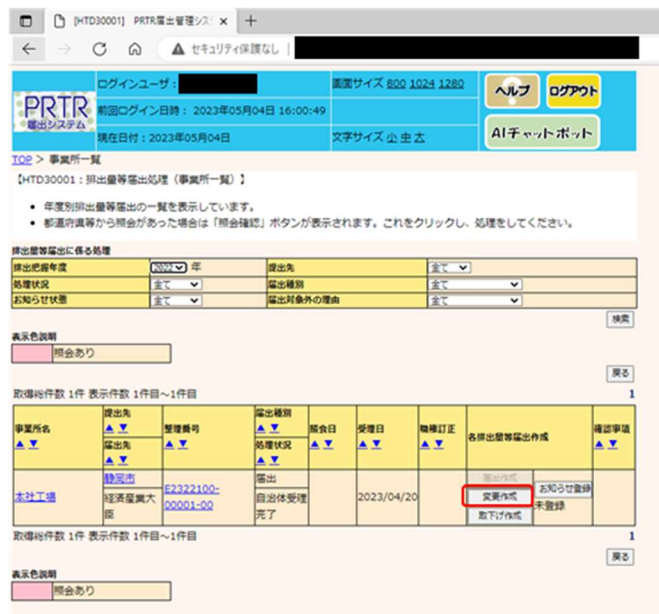 [HTD30001] PRTR届出管理シス
セキュリティ保護なし
PRTR
届出システム
ログインユーザ：
画面サイズ 800 1024 1280
前回ログイン日時： 2023年05月04日 16:00:49
現在日付：2023年05月04日
文字サイズ 小 中 大
ヘルプ
ログアウト
AIチャットボット
TOP > 事業所一覧
【HTD30001：排出量等届出処理（事業所一覧）】
• 年度別排出量等届出の一覧を表示しています。
• 都道府県等から照会があった場合は「照会確認」ボタンが表示されます。これをクリックし、処理をしてください。
排出量等届出に係る処理
排出把握年度 2022 年 提出先 全て
処理状況 全て 届出種別 全て
お知らせ状態 全て 届出対象外の理由 全て
検索
表示色説明
照会あり
戻る
取得総件数 1件 表示件数 1件目～1件目 1
事業所名 ▲ ▼
提出先 ▲ ▼
届出先 ▲ ▼
整理番号 ▲ ▼
届出種別 ▲ ▼
処理状況 ▲ ▼
照会日 ▲ ▼
受理日 ▲ ▼
職権訂正 ▲ ▼
各排出量等届出作成
確認事項 ▲ ▼
本社工場
静岡市
経済産業大
臣
E2322100-
00001-00
届出
自治体受理
完了
2023/04/20
届出作成
変更作成
取下げ作成
お知らせ登録
未登録
取得総件数 1件 表示件数 1件目～1件目 1
戻る
表示色説明
照会あり